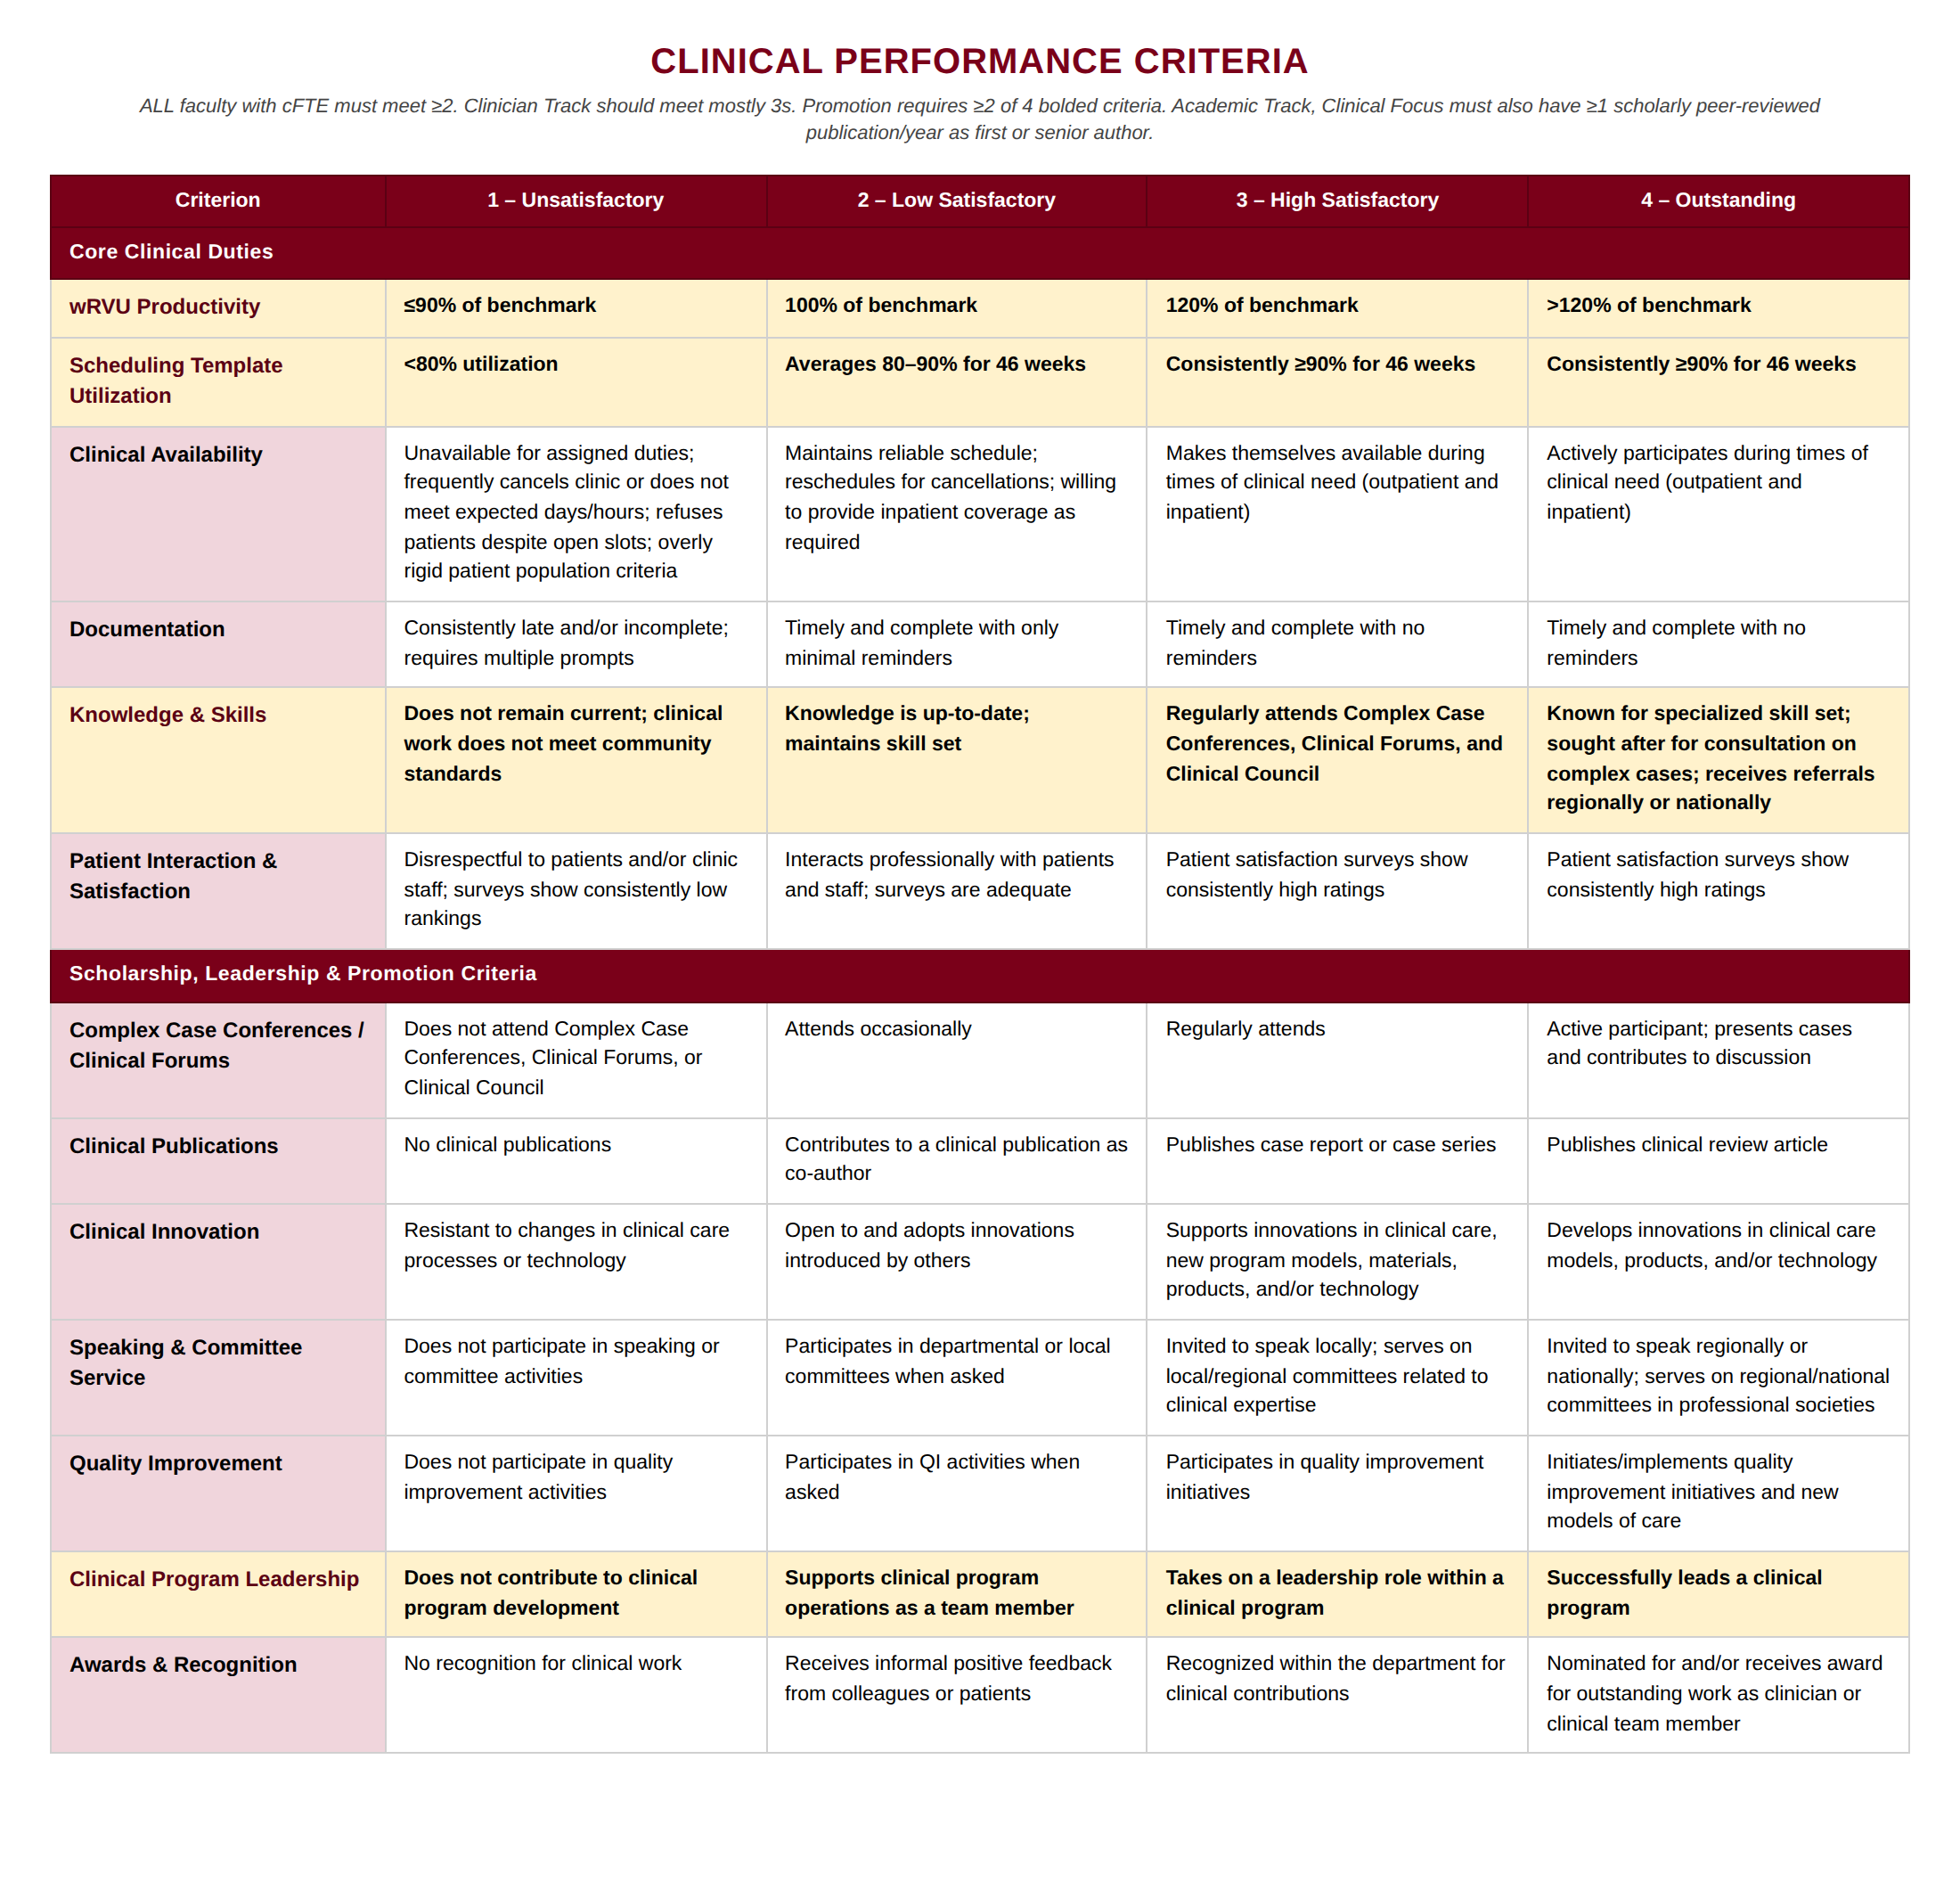 CLINICAL PERFORMANCE CRITERIA
ALL faculty with cFTE must meet ≥2. Clinician Track should meet mostly 3s. Promotion requires ≥2 of 4 bolded criteria. Academic Track, Clinical Focus must also have ≥1 scholarly peer-reviewed
publication/year as first or senior author.
Criterion
1 – Unsatisfactory
2 – Low Satisfactory
3 – High Satisfactory
4 – Outstanding
Core Clinical Duties
wRVU Productivity
≤90% of benchmark
100% of benchmark
120% of benchmark
>120% of benchmark
Scheduling Template
Utilization
<80% utilization
Averages 80–90% for 46 weeks
Consistently ≥90% for 46 weeks
Consistently ≥90% for 46 weeks
Clinical Availability
Unavailable for assigned duties;
frequently cancels clinic or does not
meet expected days/hours; refuses
patients despite open slots; overly
rigid patient population criteria
Maintains reliable schedule;
reschedules for cancellations; willing
to provide inpatient coverage as
required
Makes themselves available during
times of clinical need (outpatient and
inpatient)
Actively participates during times of
clinical need (outpatient and
inpatient)
Documentation
Consistently late and/or incomplete;
requires multiple prompts
Timely and complete with only
minimal reminders
Timely and complete with no
reminders
Timely and complete with no
reminders
Knowledge & Skills
Does not remain current; clinical
work does not meet community
standards
Knowledge is up-to-date;
maintains skill set
Regularly attends Complex Case
Conferences, Clinical Forums, and
Clinical Council
Known for specialized skill set;
sought after for consultation on
complex cases; receives referrals
regionally or nationally
Patient Interaction &
Satisfaction
Disrespectful to patients and/or clinic
staff; surveys show consistently low
rankings
Interacts professionally with patients
and staff; surveys are adequate
Patient satisfaction surveys show
consistently high ratings
Patient satisfaction surveys show
consistently high ratings
Scholarship, Leadership & Promotion Criteria
Complex Case Conferences /
Clinical Forums
Does not attend Complex Case
Conferences, Clinical Forums, or
Clinical Council
Attends occasionally
Regularly attends
Active participant; presents cases
and contributes to discussion
Clinical Publications
No clinical publications
Contributes to a clinical publication as
co-author
Publishes case report or case series
Publishes clinical review article
Clinical Innovation
Resistant to changes in clinical care
processes or technology
Open to and adopts innovations
introduced by others
Supports innovations in clinical care,
new program models, materials,
products, and/or technology
Develops innovations in clinical care
models, products, and/or technology
Speaking & Committee
Service
Does not participate in speaking or
committee activities
Participates in departmental or local
committees when asked
Invited to speak locally; serves on
local/regional committees related to
clinical expertise
Invited to speak regionally or
nationally; serves on regional/national
committees in professional societies
Quality Improvement
Does not participate in quality
improvement activities
Participates in QI activities when
asked
Participates in quality improvement
initiatives
Initiates/implements quality
improvement initiatives and new
models of care
Clinical Program Leadership
Does not contribute to clinical
program development
Supports clinical program
operations as a team member
Takes on a leadership role within a
clinical program
Successfully leads a clinical
program
Awards & Recognition
No recognition for clinical work
Receives informal positive feedback
from colleagues or patients
Recognized within the department for
clinical contributions
Nominated for and/or receives award
for outstanding work as clinician or
clinical team member